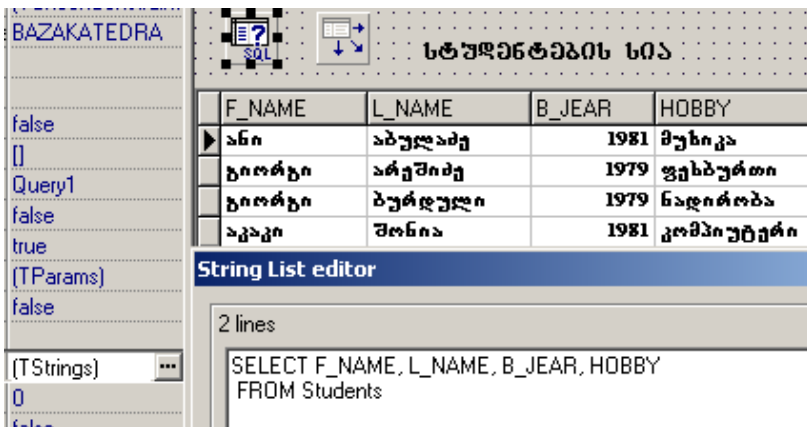 BAZAKATEDRA
false
[]
Query1
false
true
(TParams)
false
(TStrings) ...
0
false
SQL
სტუდენტების სია
F_NAME L_NAME B_JEAR HOBBY
ანი აბულაძე 1981 მუსიკა
გიორგი არეშიძე 1979 ფეხბურთი
გიორგი ბურდული 1979 ნადირობა
აკაკი შონია 1981 კომპიუტერი
String List editor
2 lines
SELECT F_NAME, L_NAME, B_JEAR, HOBBY
FROM Students